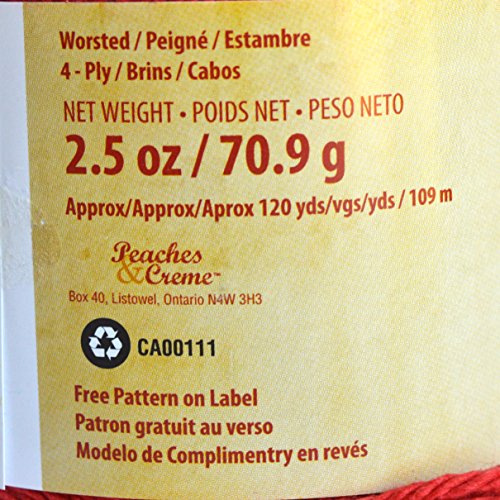 Worsted / Peigné / Estambre
4 - Ply / Brins / Cabos
NET WEIGHT • POIDS NET • PESO NETO
2.5 oz / 70.9 g
Approx/Approx/Aprox 120 yds/vgs/yds / 109 m
Peaches
& Creme™
Box 40, Listowel, Ontario N4W 3H3
CA00111
Free Pattern on Label
Patron gratuit au verso
Modelo de Complimentry en revés